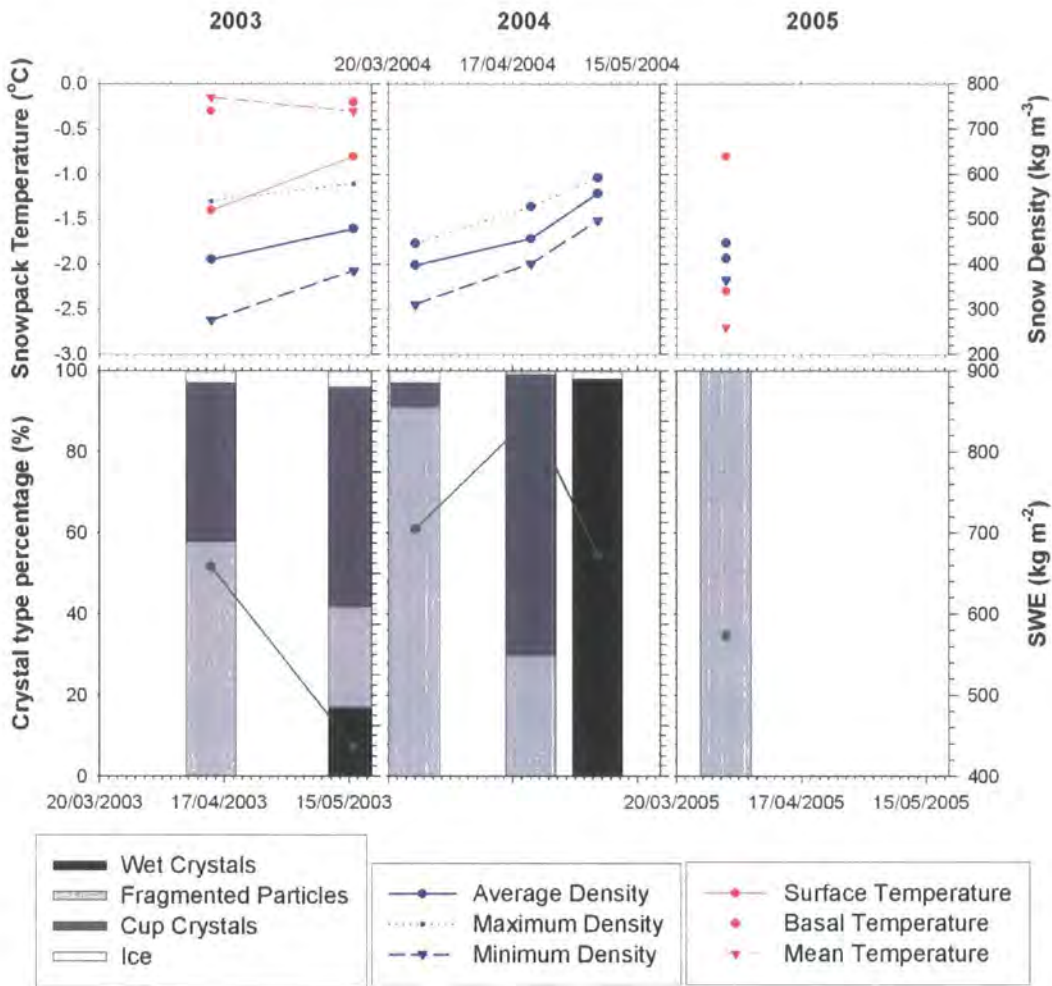 2003 2004 2005
20/03/2004 17/04/2004 15/05/2004
Snowpack Temperature (°C)
0.0
-0.5
-1.0
-1.5
-2.0
-2.5
-3.0
800
700
600
500
400
300
200
Snow Density (kg m-3)
Crystal type percentage (%)
100
80
60
40
20
0
900
800
700
600
500
400
SWE (kg m-2)
20/03/2003 17/04/2003 15/05/2003
20/03/2005 17/04/2005 15/05/2005
Wet Crystals
Fragmented Particles
Cup Crystals
Ice
Average Density
Maximum Density
Minimum Density
Surface Temperature
Basal Temperature
Mean Temperature